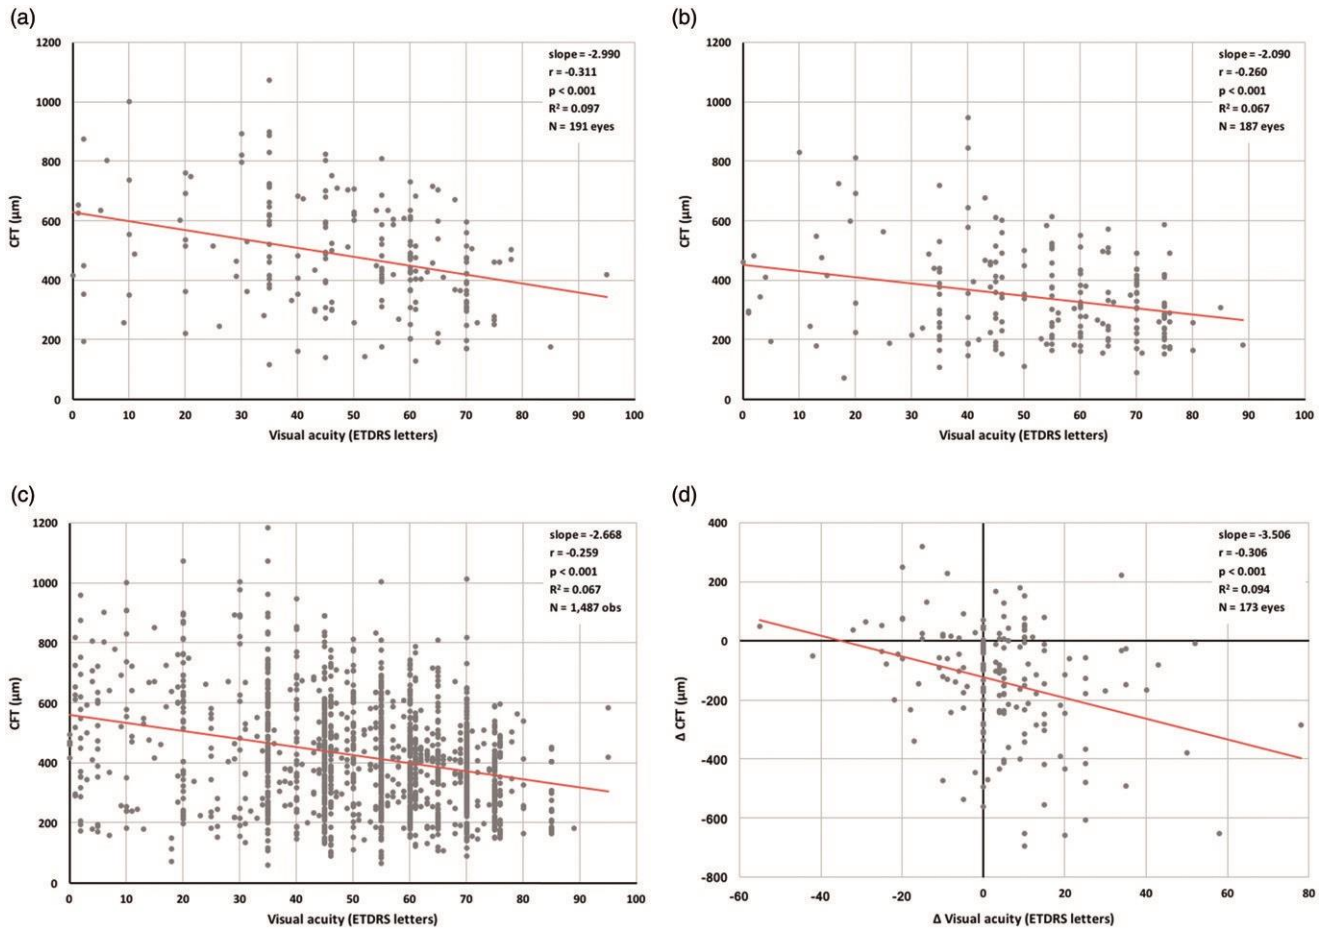 (a)
1200
1000
800
600
400
200
0
CFT (µm)
0 10 20 30 40 50 60 70 80 90 100
Visual acuity (ETDRS letters)
slope = -2.990
r = -0.311
p < 0.001
R² = 0.097
N = 191 eyes
(b)
1200
1000
800
600
400
200
0
CFT (µm)
0 10 20 30 40 50 60 70 80 90 100
Visual acuity (ETDRS letters)
slope = -2.090
r = -0.260
p < 0.001
R² = 0.067
N = 187 eyes
(c)
1200
1000
800
600
400
200
0
CFT (µm)
0 10 20 30 40 50 60 70 80 90 100
Visual acuity (ETDRS letters)
slope = -2.668
r = -0.259
p < 0.001
R² = 0.067
N = 1,487 obs
(d)
400
200
0
-200
-400
-600
-800
Δ CFT (µm)
-60 -40 -20 0 20 40 60 80
Δ Visual acuity (ETDRS letters)
slope = -3.506
r = -0.306
p < 0.001
R² = 0.094
N = 173 eyes